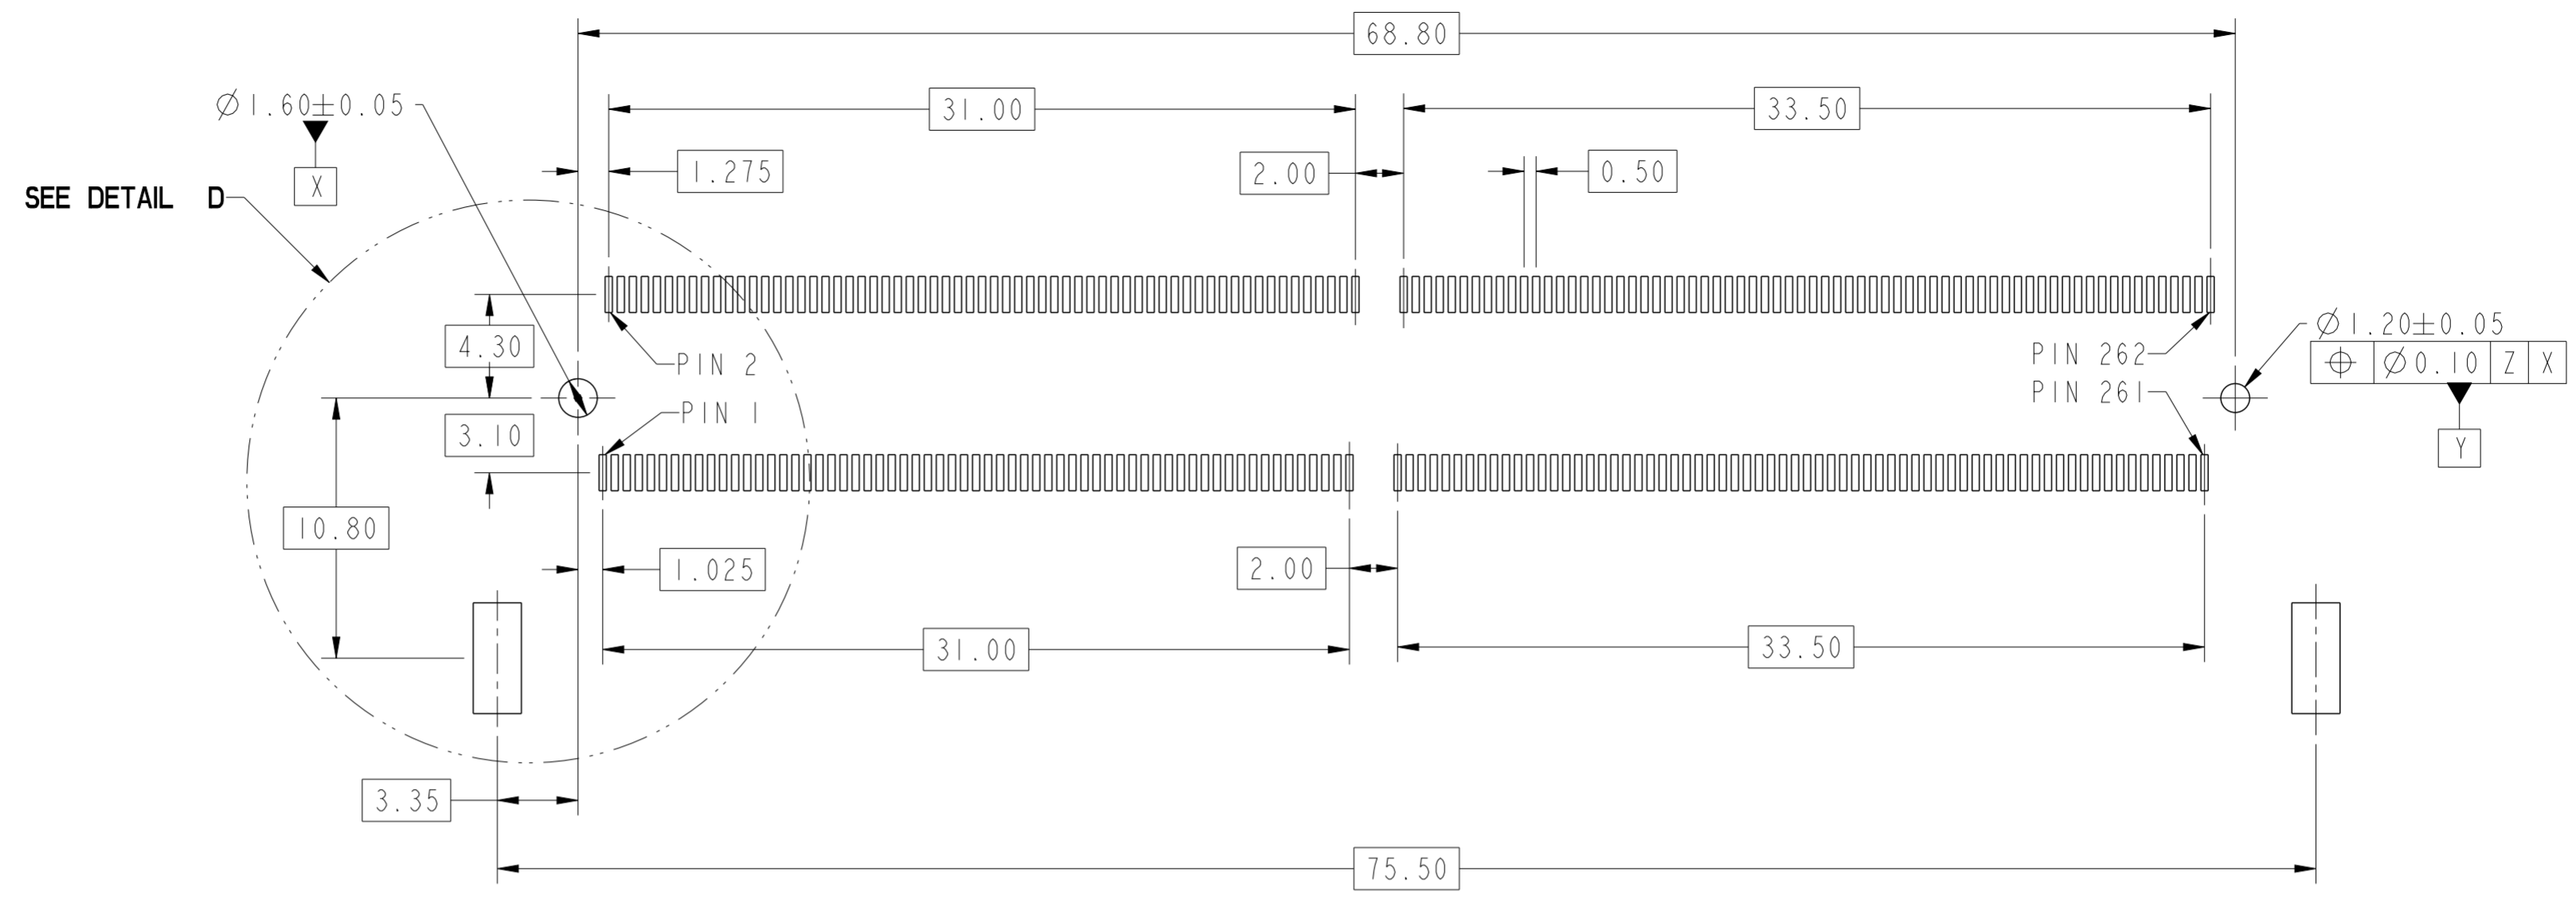 68.80
Ø1.60±0.05
31.00
33.50
X
1.275
2.00
0.50
SEE DETAIL D
4.30
PIN 2
PIN 262
Ø1.20±0.05
⌖ Ø0.10 Z X
PIN 261
PIN 1
3.10
Y
10.80
1.025
2.00
31.00
33.50
3.35
75.50